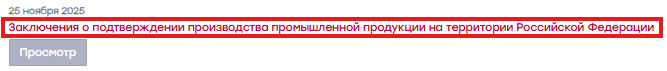 25 ноября 2025
Заключения о подтверждении производства промышленной продукции на территории Российской Федерации
Просмотр